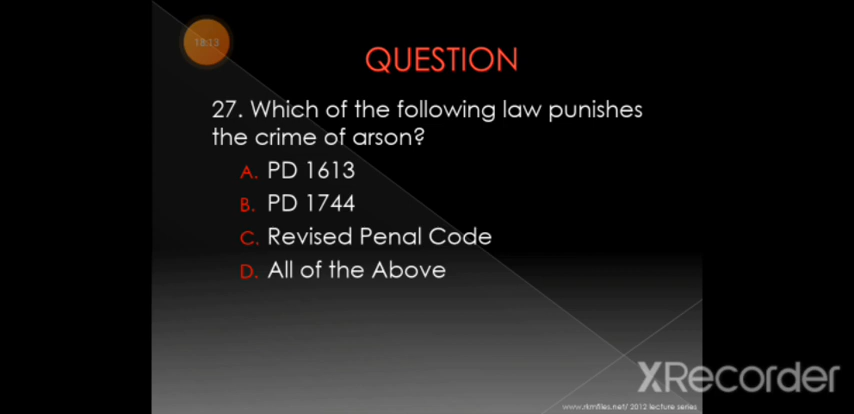 18:13
QUESTION
27. Which of the following law punishes
the crime of arson?
A. PD 1613
B. PD 1744
C. Revised Penal Code
D. All of the Above
XRecorder
www.rkmfiles.net/ 2012 lecture series